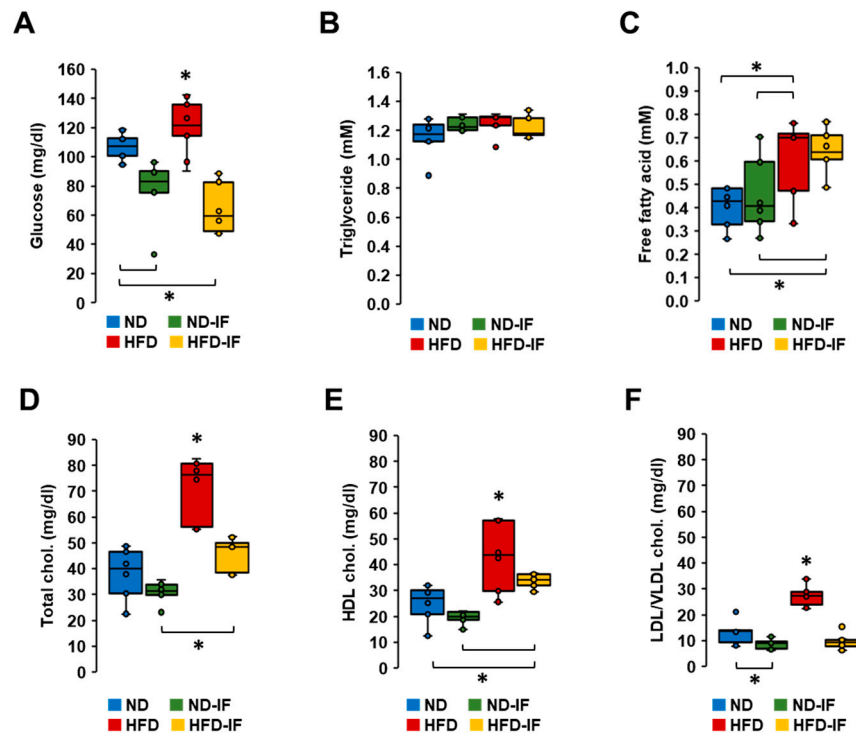 A
Glucose (mg/dl)
160
140
120
100
80
60
40
20
0
*
*
ND ND-IF
HFD HFD-IF
B
Triglyceride (mM)
1.6
1.4
1.2
1.0
0.8
0.6
0.4
0.2
0.0
ND ND-IF
HFD HFD-IF
C
Free fatty acid (mM)
1.0
0.9
0.8
0.7
0.6
0.5
0.4
0.3
0.2
0.1
0.0
*
*
ND ND-IF
HFD HFD-IF
D
Total chol. (mg/dl)
90
80
70
60
50
40
30
20
10
0
*
*
ND ND-IF
HFD HFD-IF
E
HDL chol. (mg/dl)
90
80
70
60
50
40
30
20
10
0
*
*
ND ND-IF
HFD HFD-IF
F
LDL/VLDL chol. (mg/dl)
90
80
70
60
50
40
30
20
10
0
*
*
ND ND-IF
HFD HFD-IF